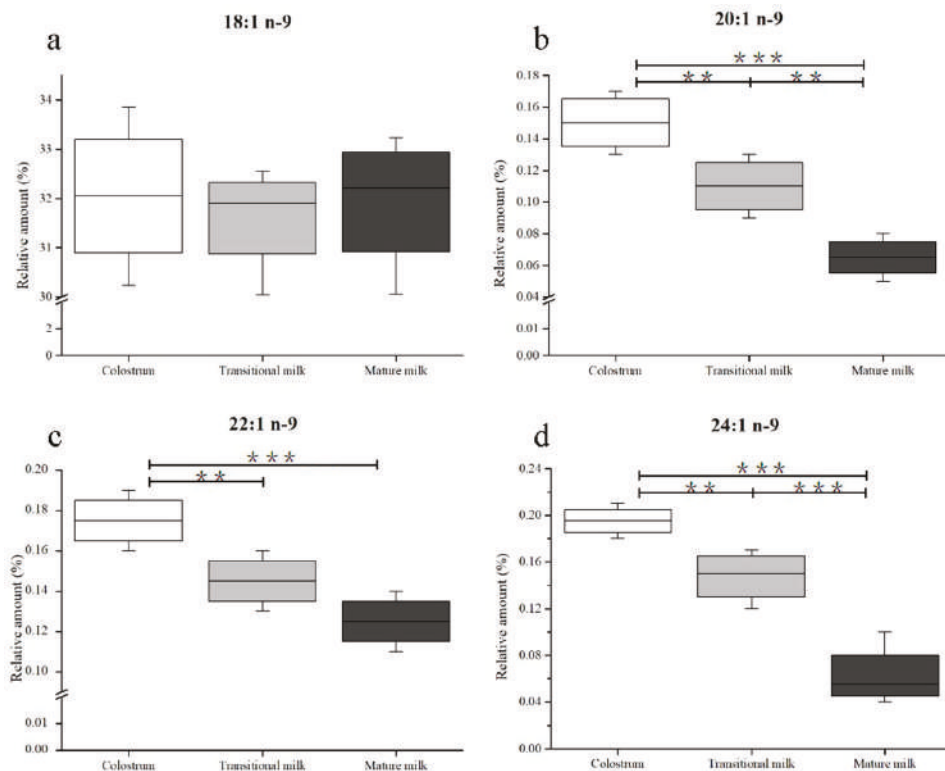 a
18:1 n-9
Relative amount (%)
34
33
32
31
30
2
0
Colostrum
Transitional milk
Mature milk
b
20:1 n-9
***
**
**
Relative amount (%)
0.18
0.16
0.14
0.12
0.10
0.08
0.06
0.04
0.01
0.00
Colostrum
Transitional milk
Mature milk
c
22:1 n-9
***
**
Relative amount (%)
0.20
0.18
0.16
0.14
0.12
0.10
0.01
0.00
Colostrum
Transitional milk
Mature milk
d
24:1 n-9
***
**
***
Relative amount (%)
0.24
0.20
0.16
0.12
0.08
0.04
0.00
Colostrum
Transitional milk
Mature milk